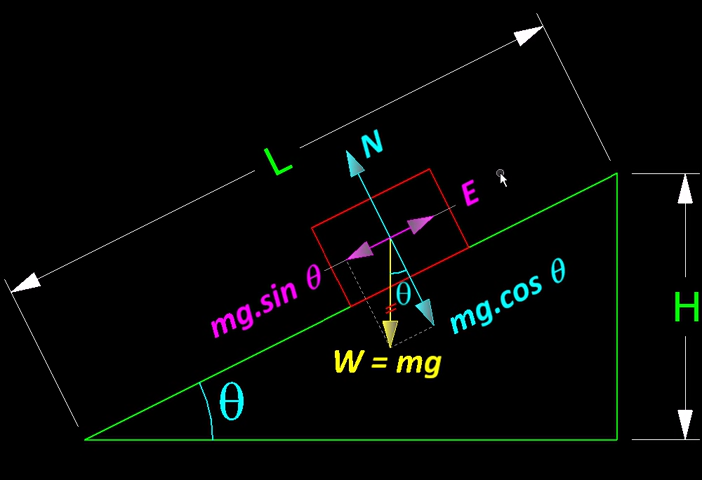 L
N
E
mg.sin θ
θ
mg.cos θ
W = mg
θ
H